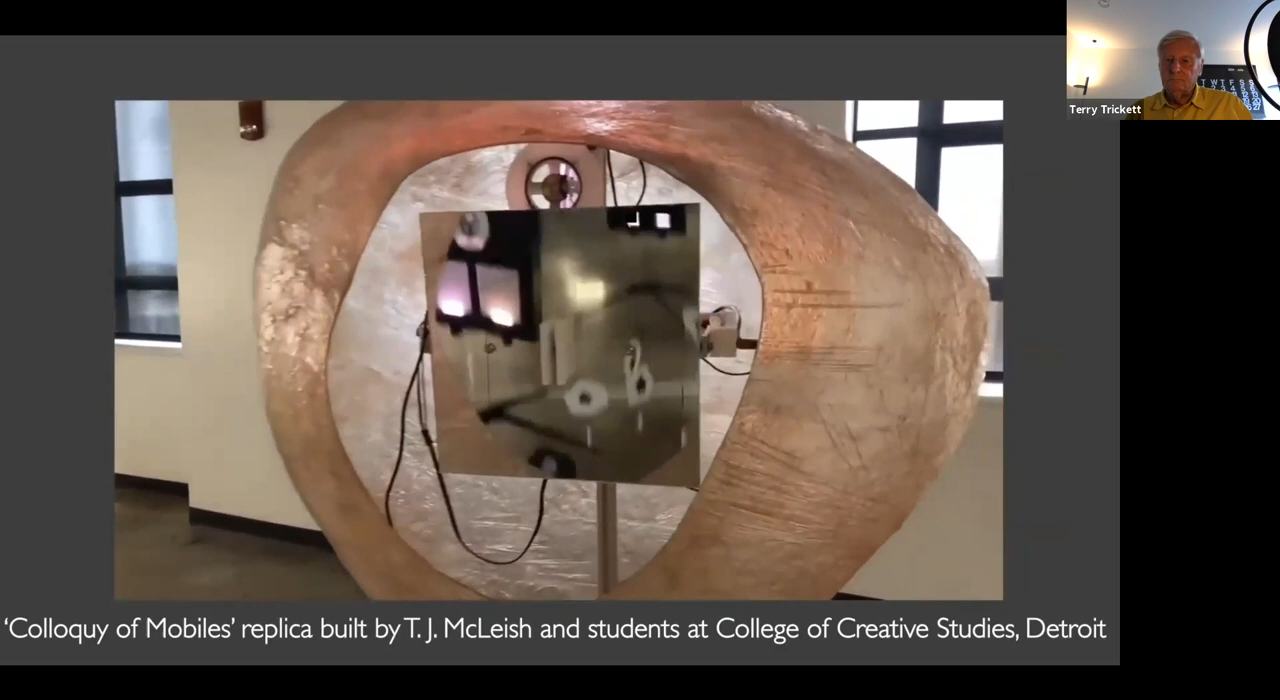 Terry Trickett
T W T F S S
‘Colloquy of Mobiles’ replica built by T. J. McLeish and students at College of Creative Studies, Detroit